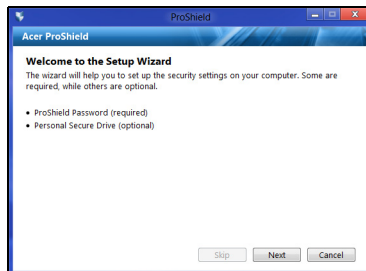 ProShield
Acer ProShield
Welcome to the Setup Wizard
The wizard will help you to set up the security settings on your computer. Some are
required, while others are optional.
• ProShield Password (required)
• Personal Secure Drive (optional)
Skip Next Cancel